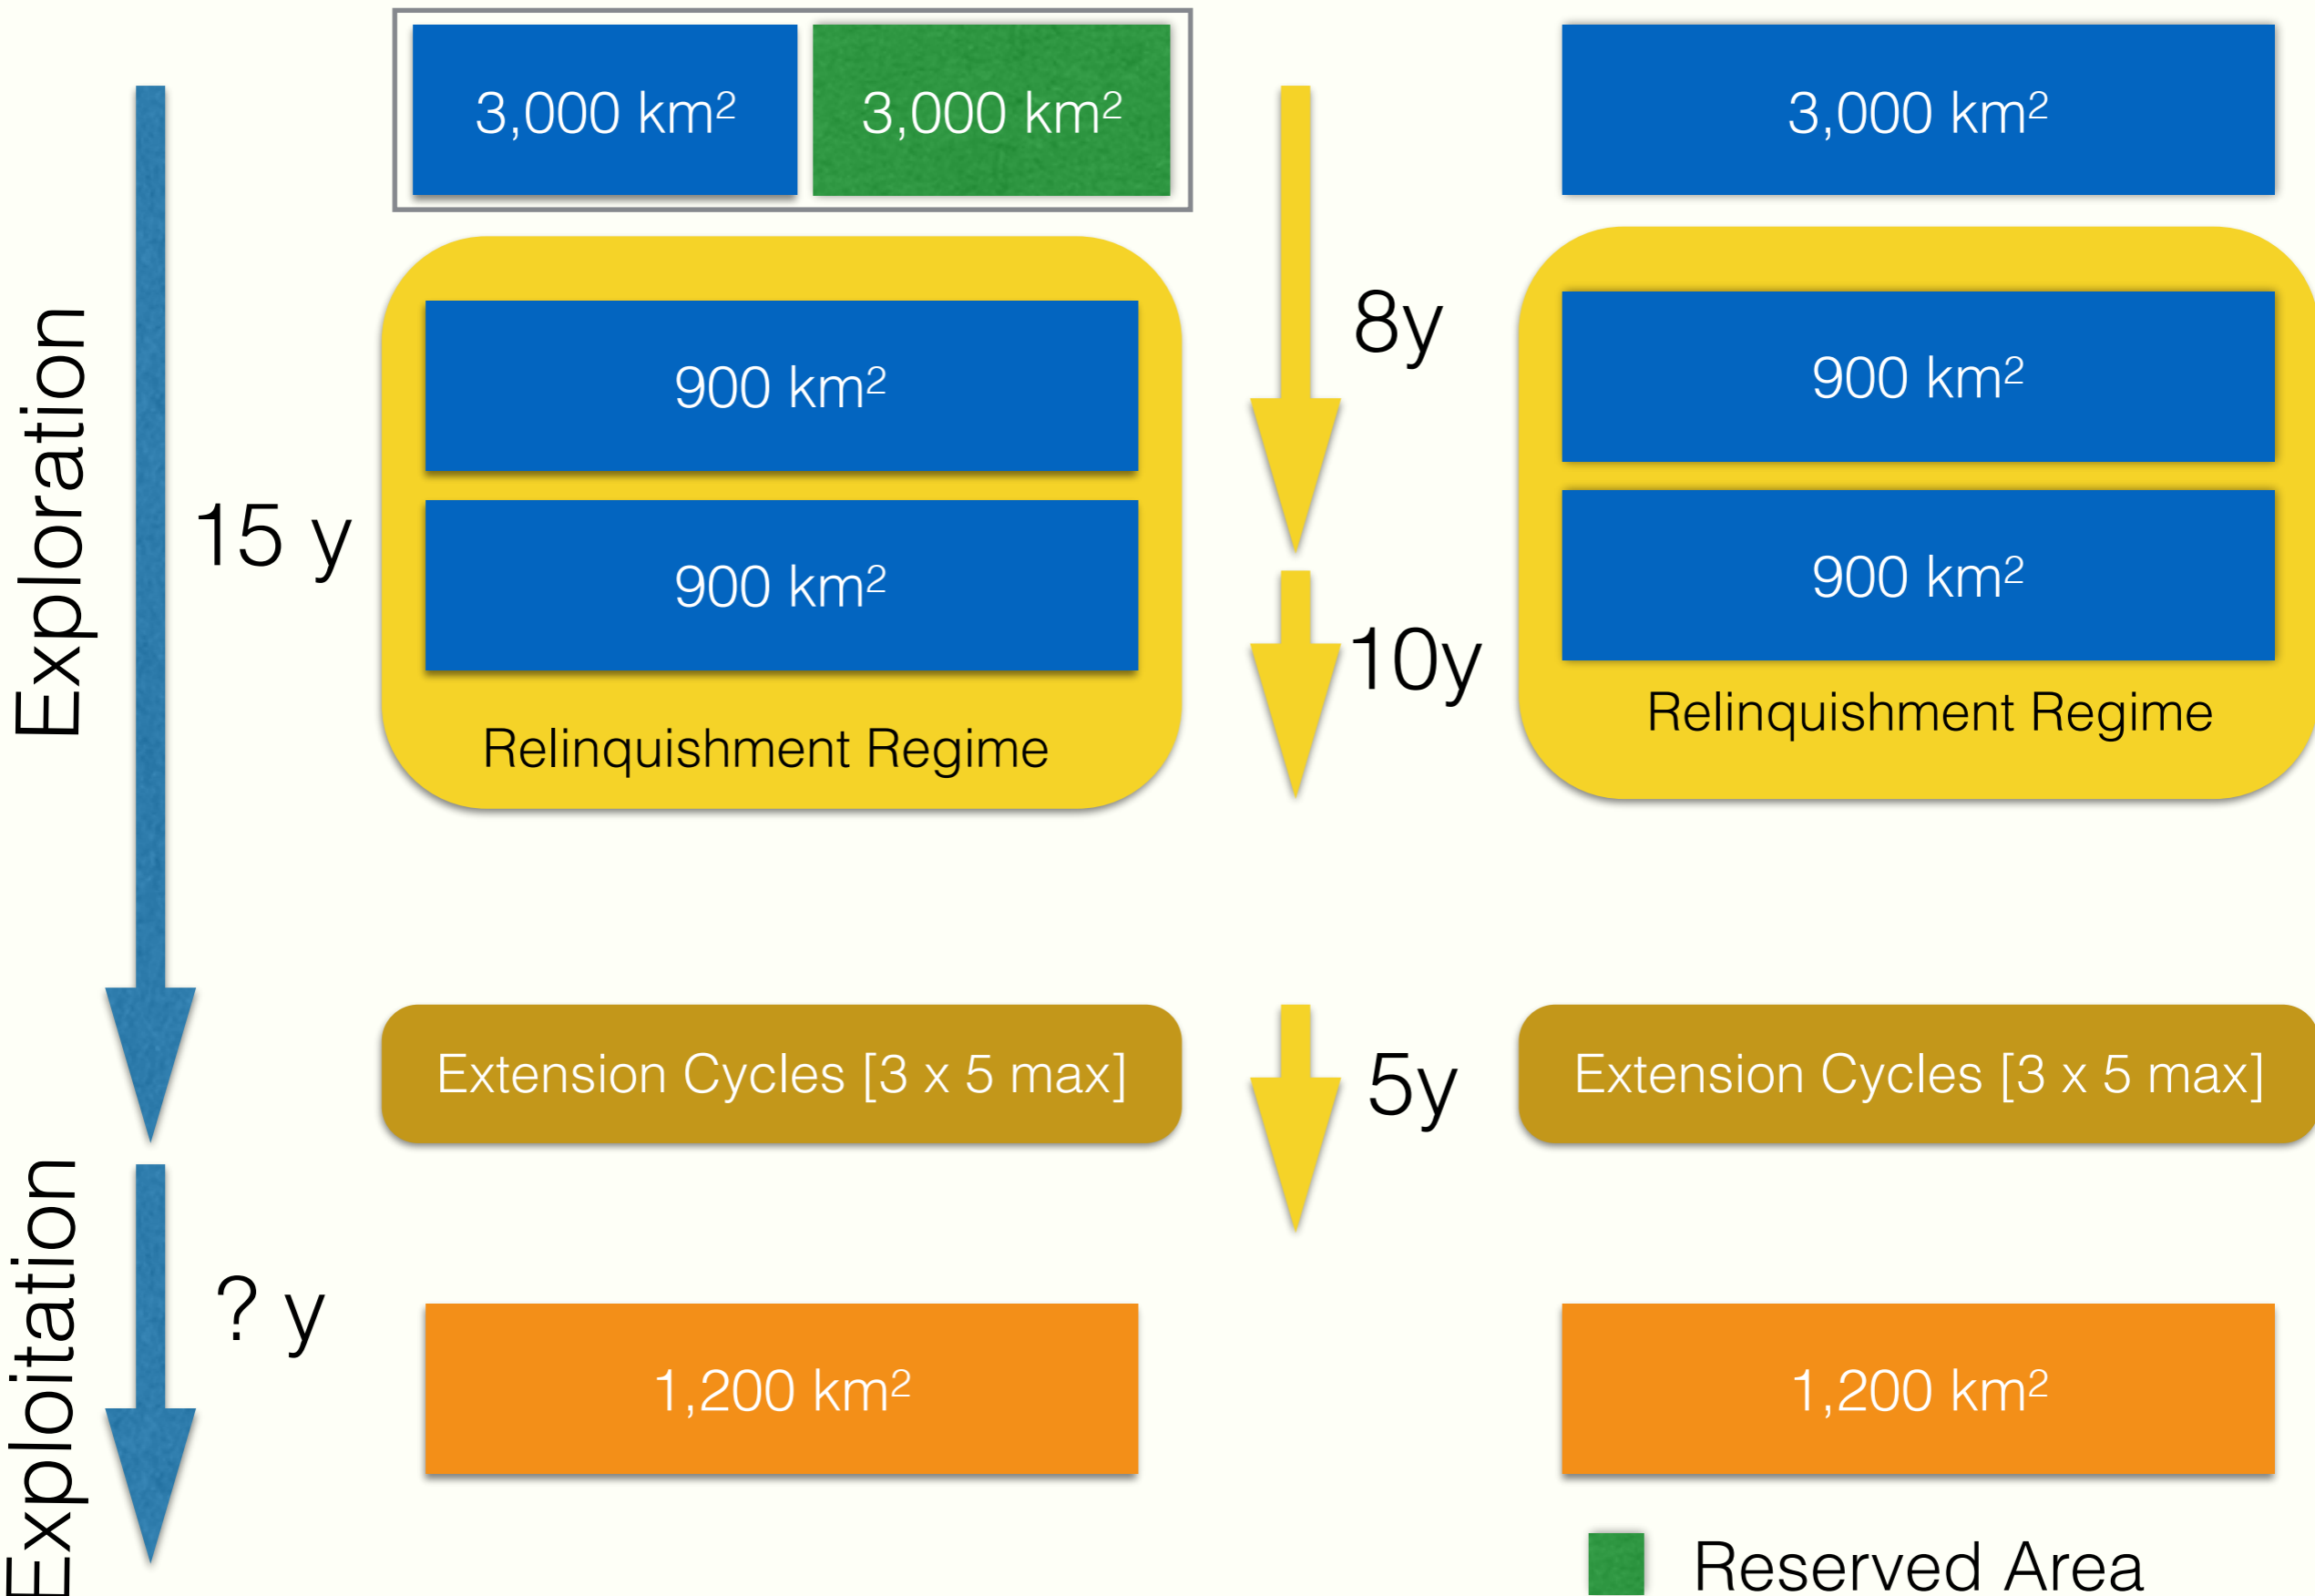 3,000 km²
3,000 km²
3,000 km²
Exploration
15 y
900 km²
900 km²
Relinquishment Regime
8y
10y
900 km²
900 km²
Relinquishment Regime
Extension Cycles [3 x 5 max]
5y
Extension Cycles [3 x 5 max]
Exploitation
? y
1,200 km²
1,200 km²
Reserved Area